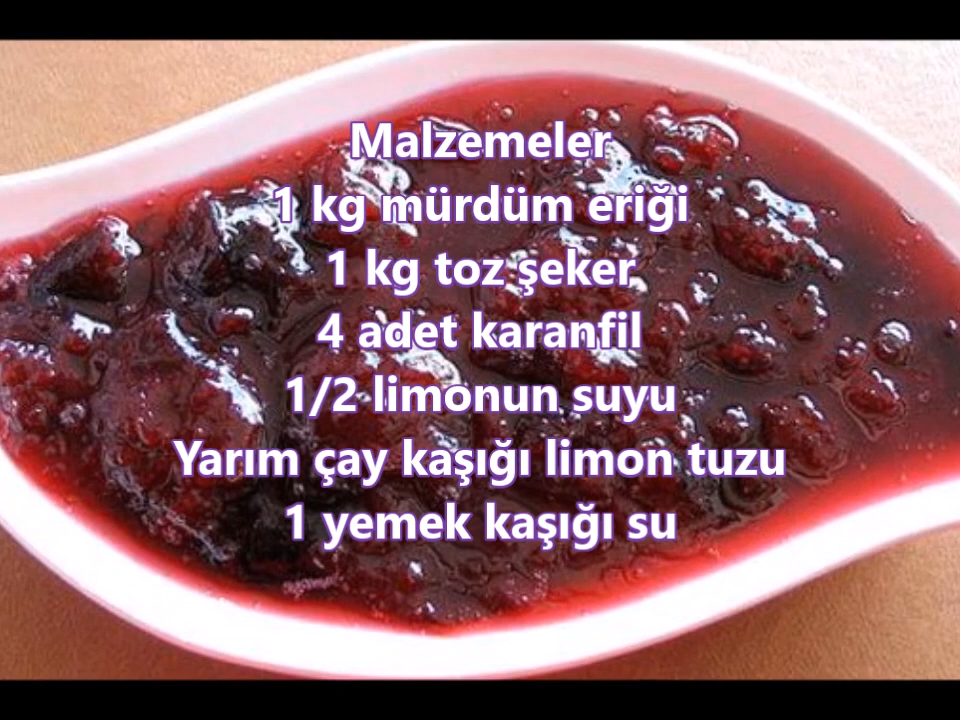 Malzemeler
1 kg mürdüm eriği
1 kg toz şeker
4 adet karanfil
1/2 limonun suyu
Yarım çay kaşığı limon tuzu
1 yemek kaşığı su